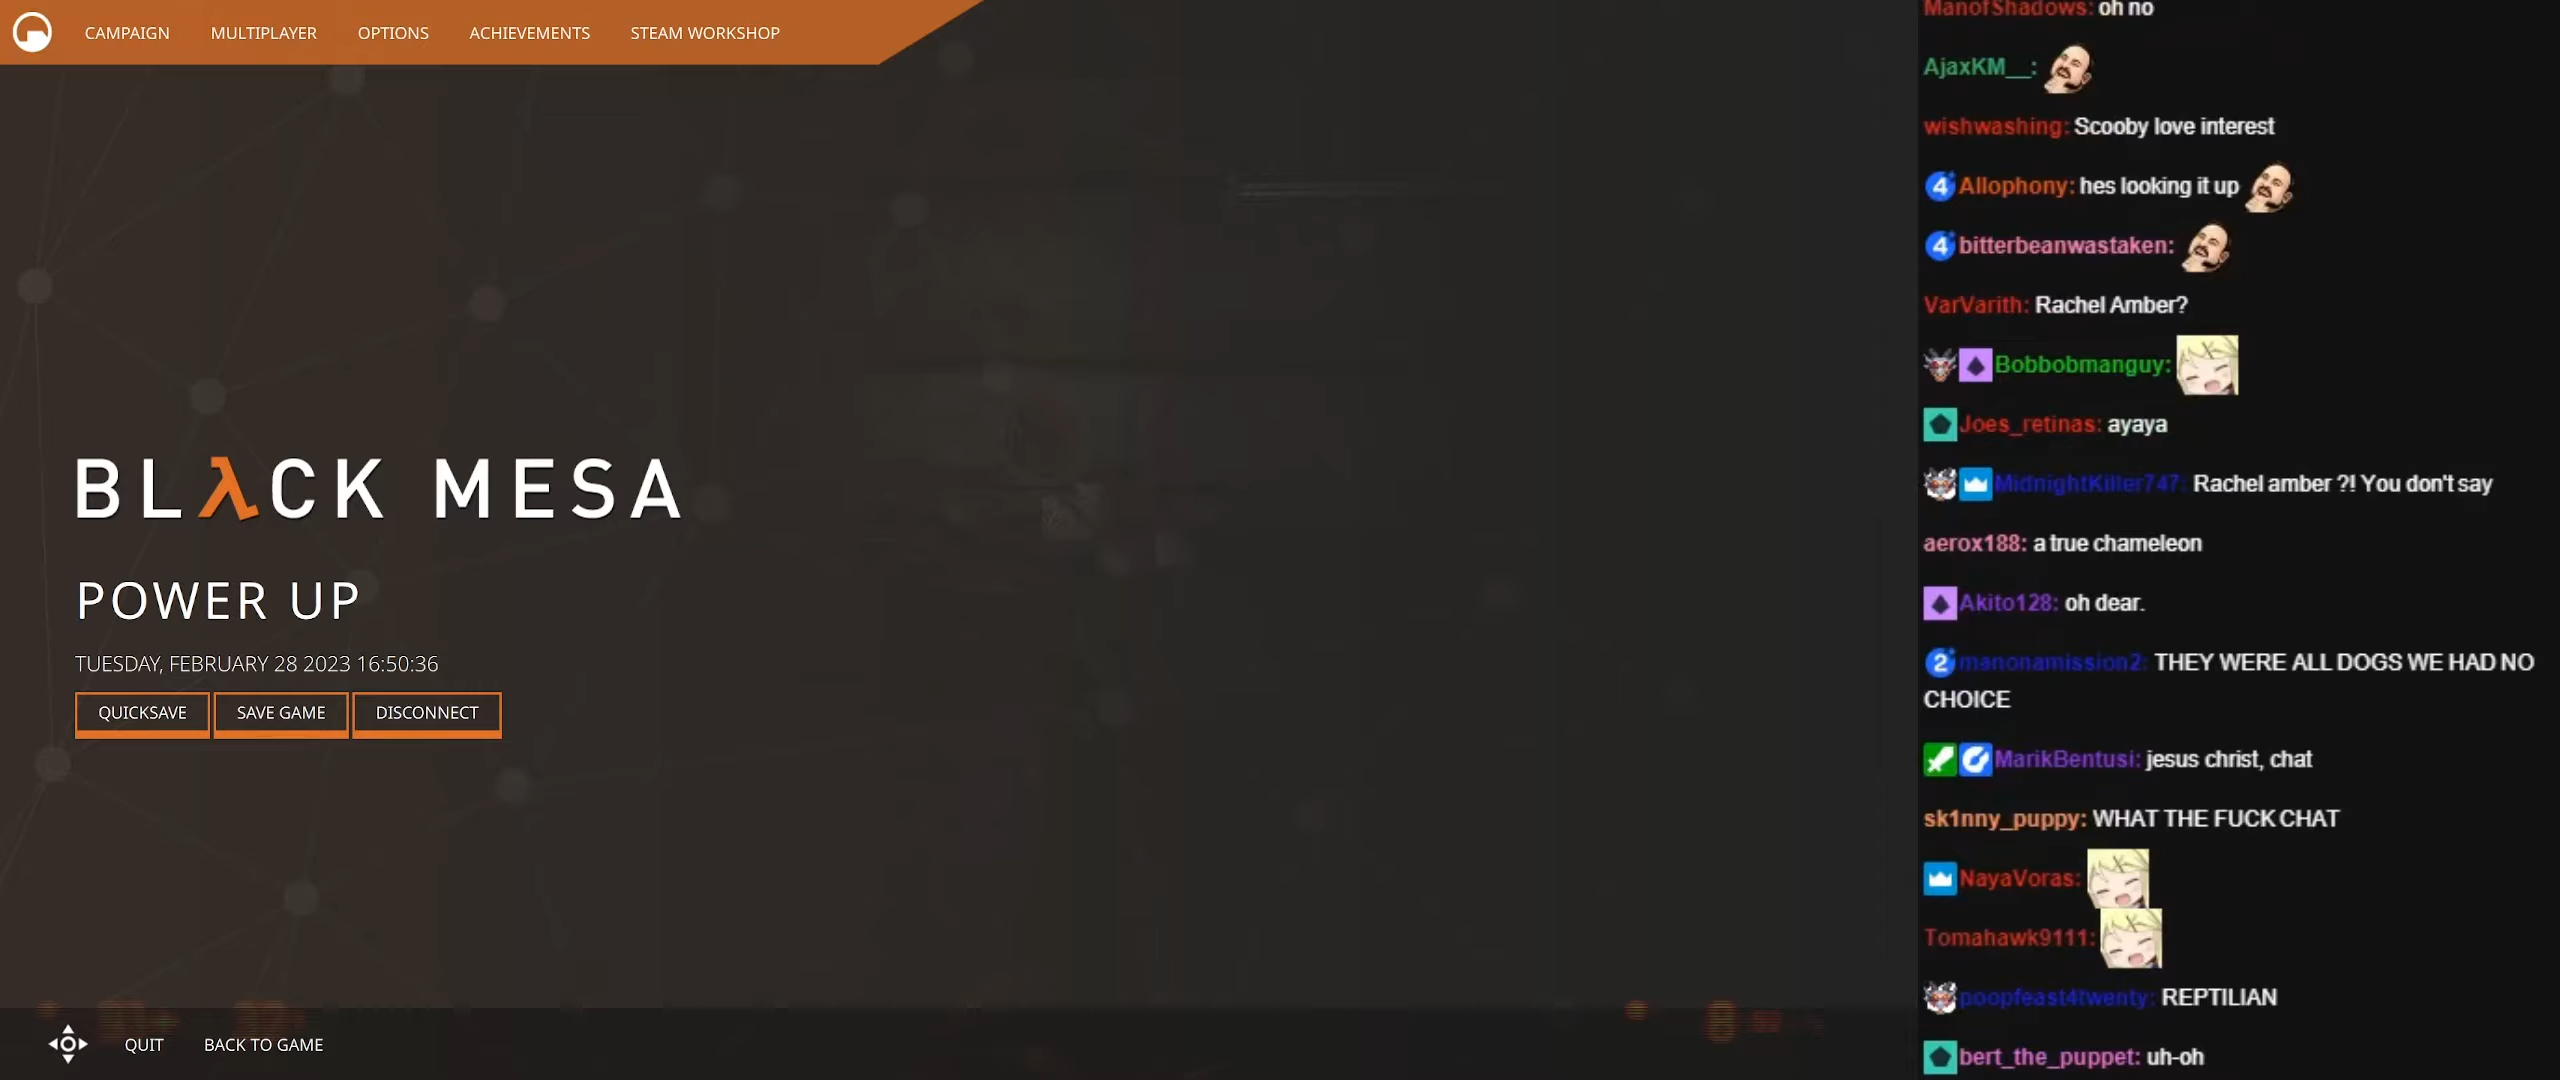 CAMPAIGN MULTIPLAYER OPTIONS ACHIEVEMENTS STEAM WORKSHOP
BLλCK MESA
POWER UP
TUESDAY, FEBRUARY 28 2023 16:50:36
QUICKSAVE SAVE GAME DISCONNECT
QUIT BACK TO GAME
ManofShadows: oh no
AjaxKM__:
wishwashing: Scooby love interest
4 Allophony: hes looking it up
4 bitterbeanwastaken:
VarVarith: Rachel Amber?
Bobbobmanguy:
Joes_retinas: ayaya
MidnightKiller747: Rachel amber ?! You don't say
aerox188: a true chameleon
Akito128: oh dear.
2 manonamission2: THEY WERE ALL DOGS WE HAD NO
CHOICE
MarikBentusi: jesus christ, chat
sk1nny_puppy: WHAT THE FUCK CHAT
NayaVoras:
Tomahawk9111:
poopfeast4twenty: REPTILIAN
bert_the_puppet: uh-oh